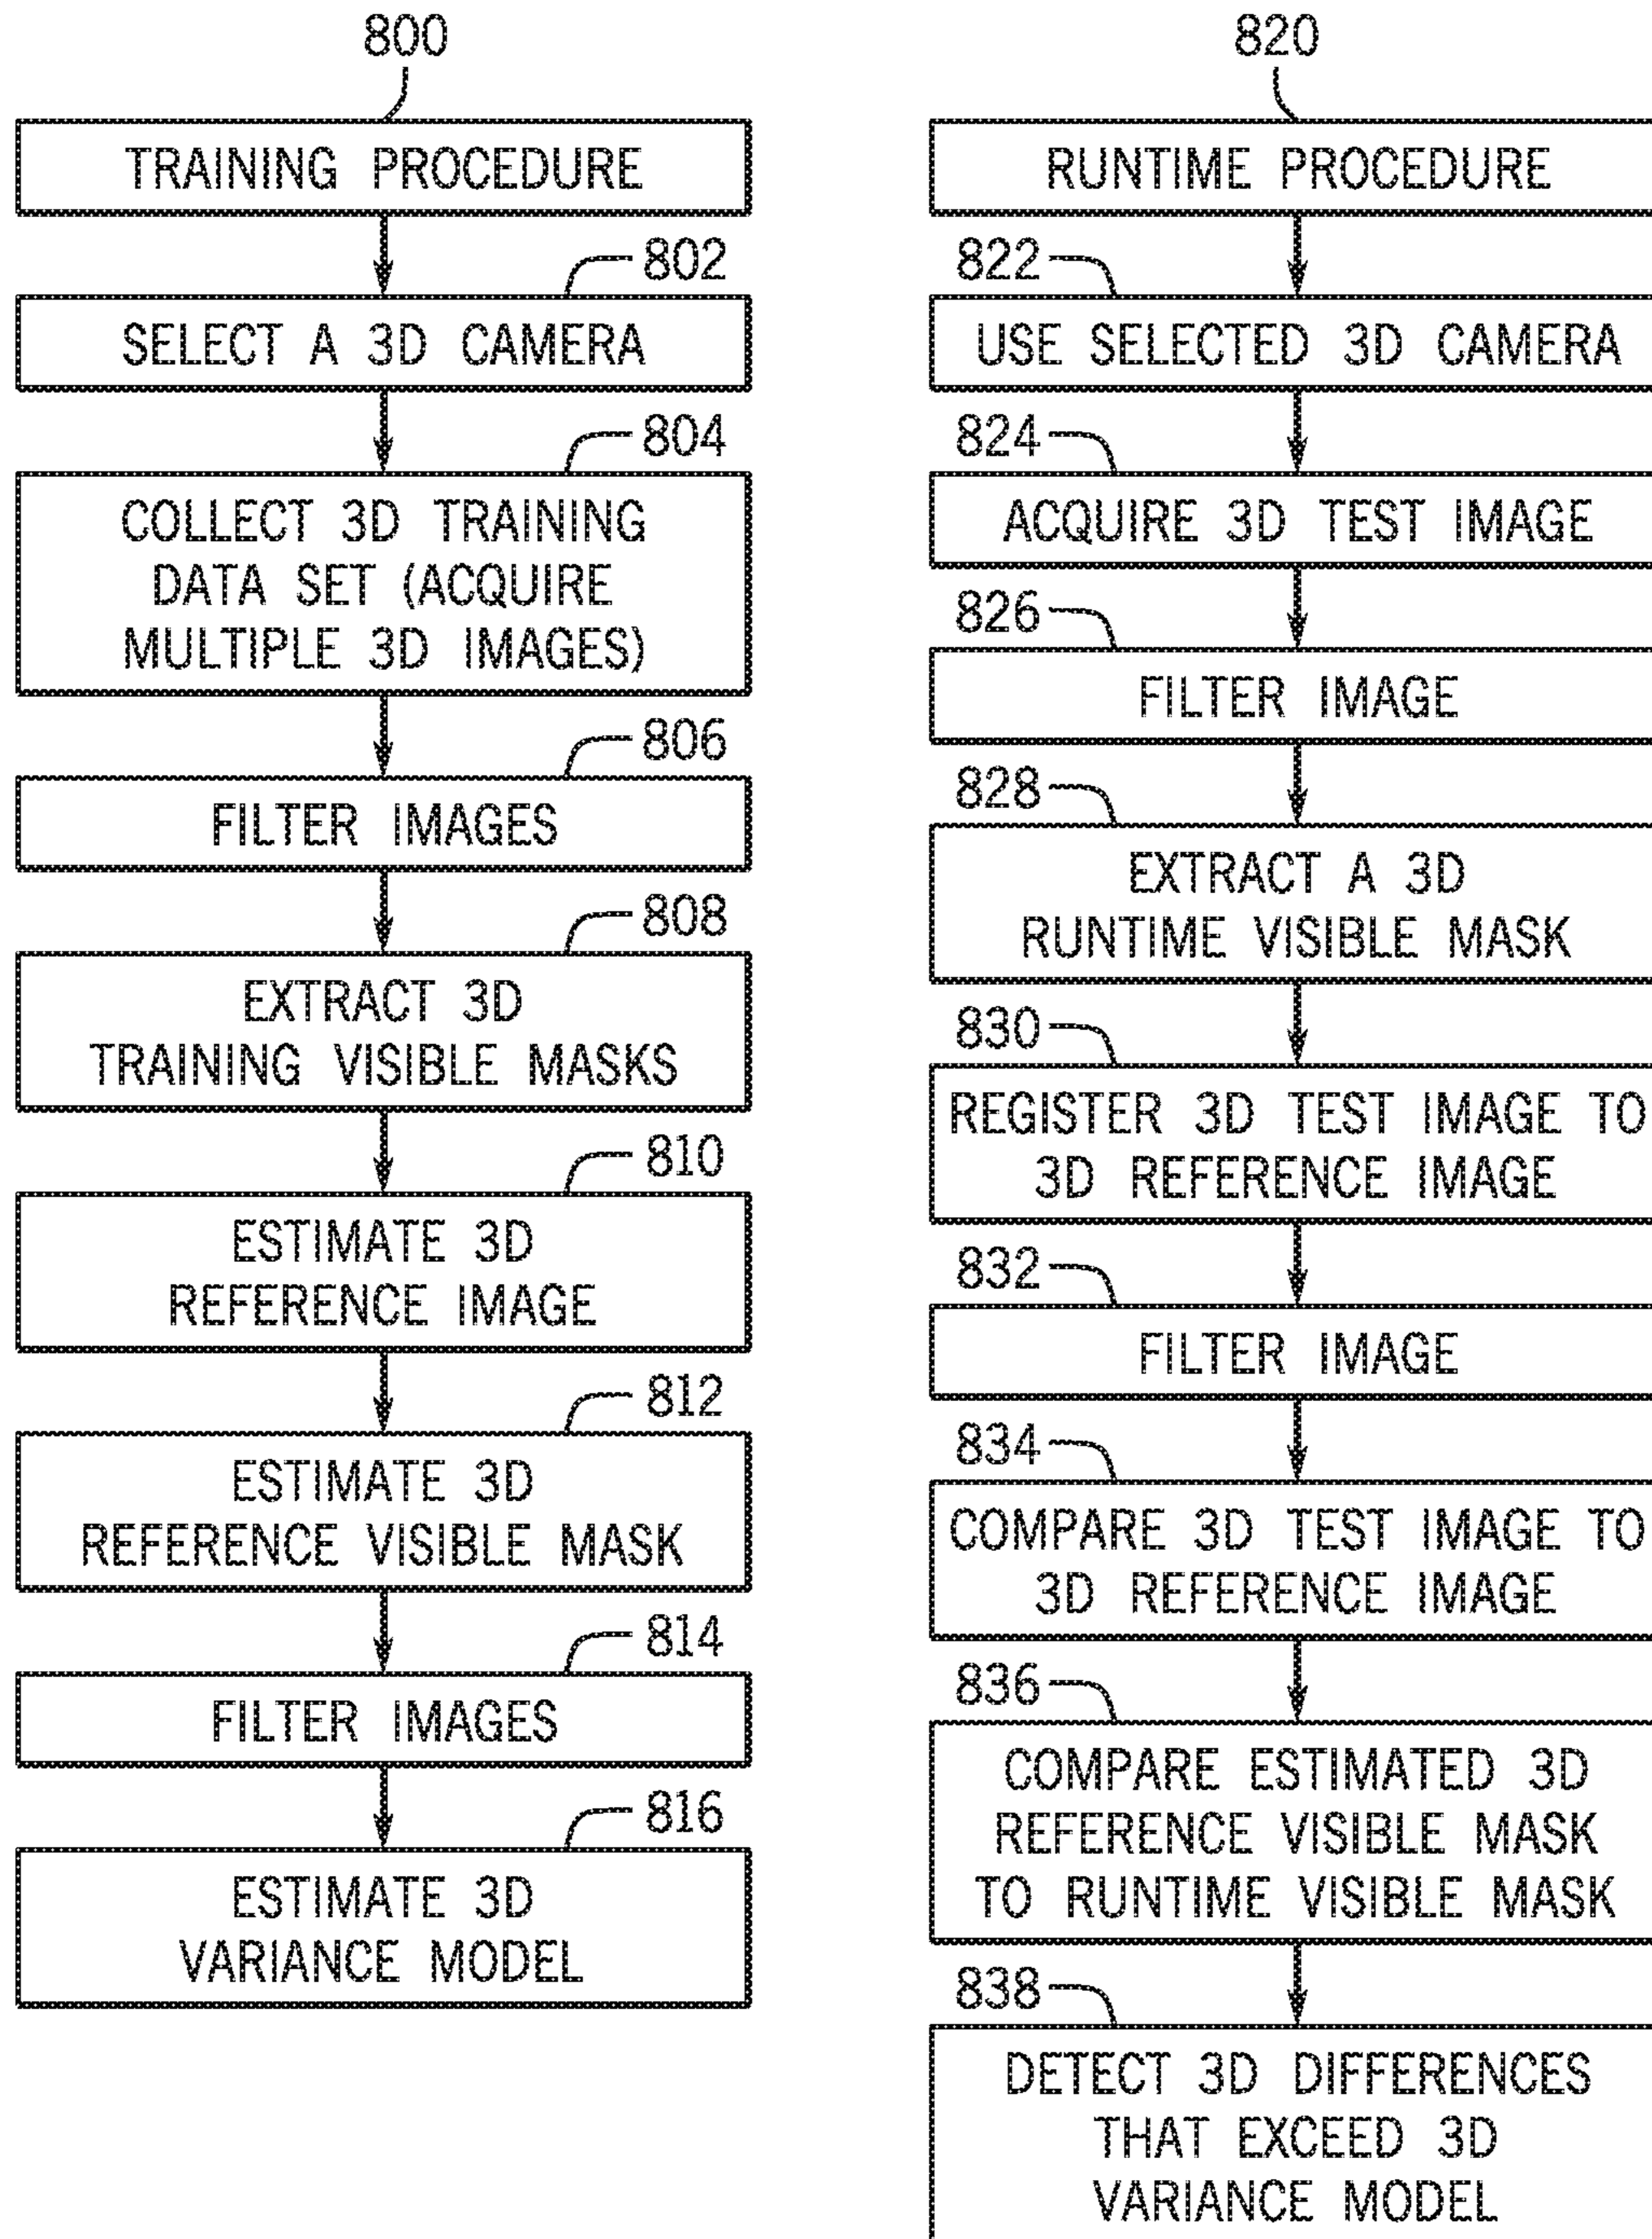 800
TRAINING PROCEDURE
802
SELECT A 3D CAMERA
804
COLLECT 3D TRAINING
DATA SET (ACQUIRE
MULTIPLE 3D IMAGES)
806
FILTER IMAGES
808
EXTRACT 3D
TRAINING VISIBLE MASKS
810
ESTIMATE 3D
REFERENCE IMAGE
812
ESTIMATE 3D
REFERENCE VISIBLE MASK
814
FILTER IMAGES
816
ESTIMATE 3D
VARIANCE MODEL
820
RUNTIME PROCEDURE
822
USE SELECTED 3D CAMERA
824
ACQUIRE 3D TEST IMAGE
826
FILTER IMAGE
828
EXTRACT A 3D
RUNTIME VISIBLE MASK
830
REGISTER 3D TEST IMAGE TO
3D REFERENCE IMAGE
832
FILTER IMAGE
834
COMPARE 3D TEST IMAGE TO
3D REFERENCE IMAGE
836
COMPARE ESTIMATED 3D
REFERENCE VISIBLE MASK
TO RUNTIME VISIBLE MASK
838
DETECT 3D DIFFERENCES
THAT EXCEED 3D
VARIANCE MODEL